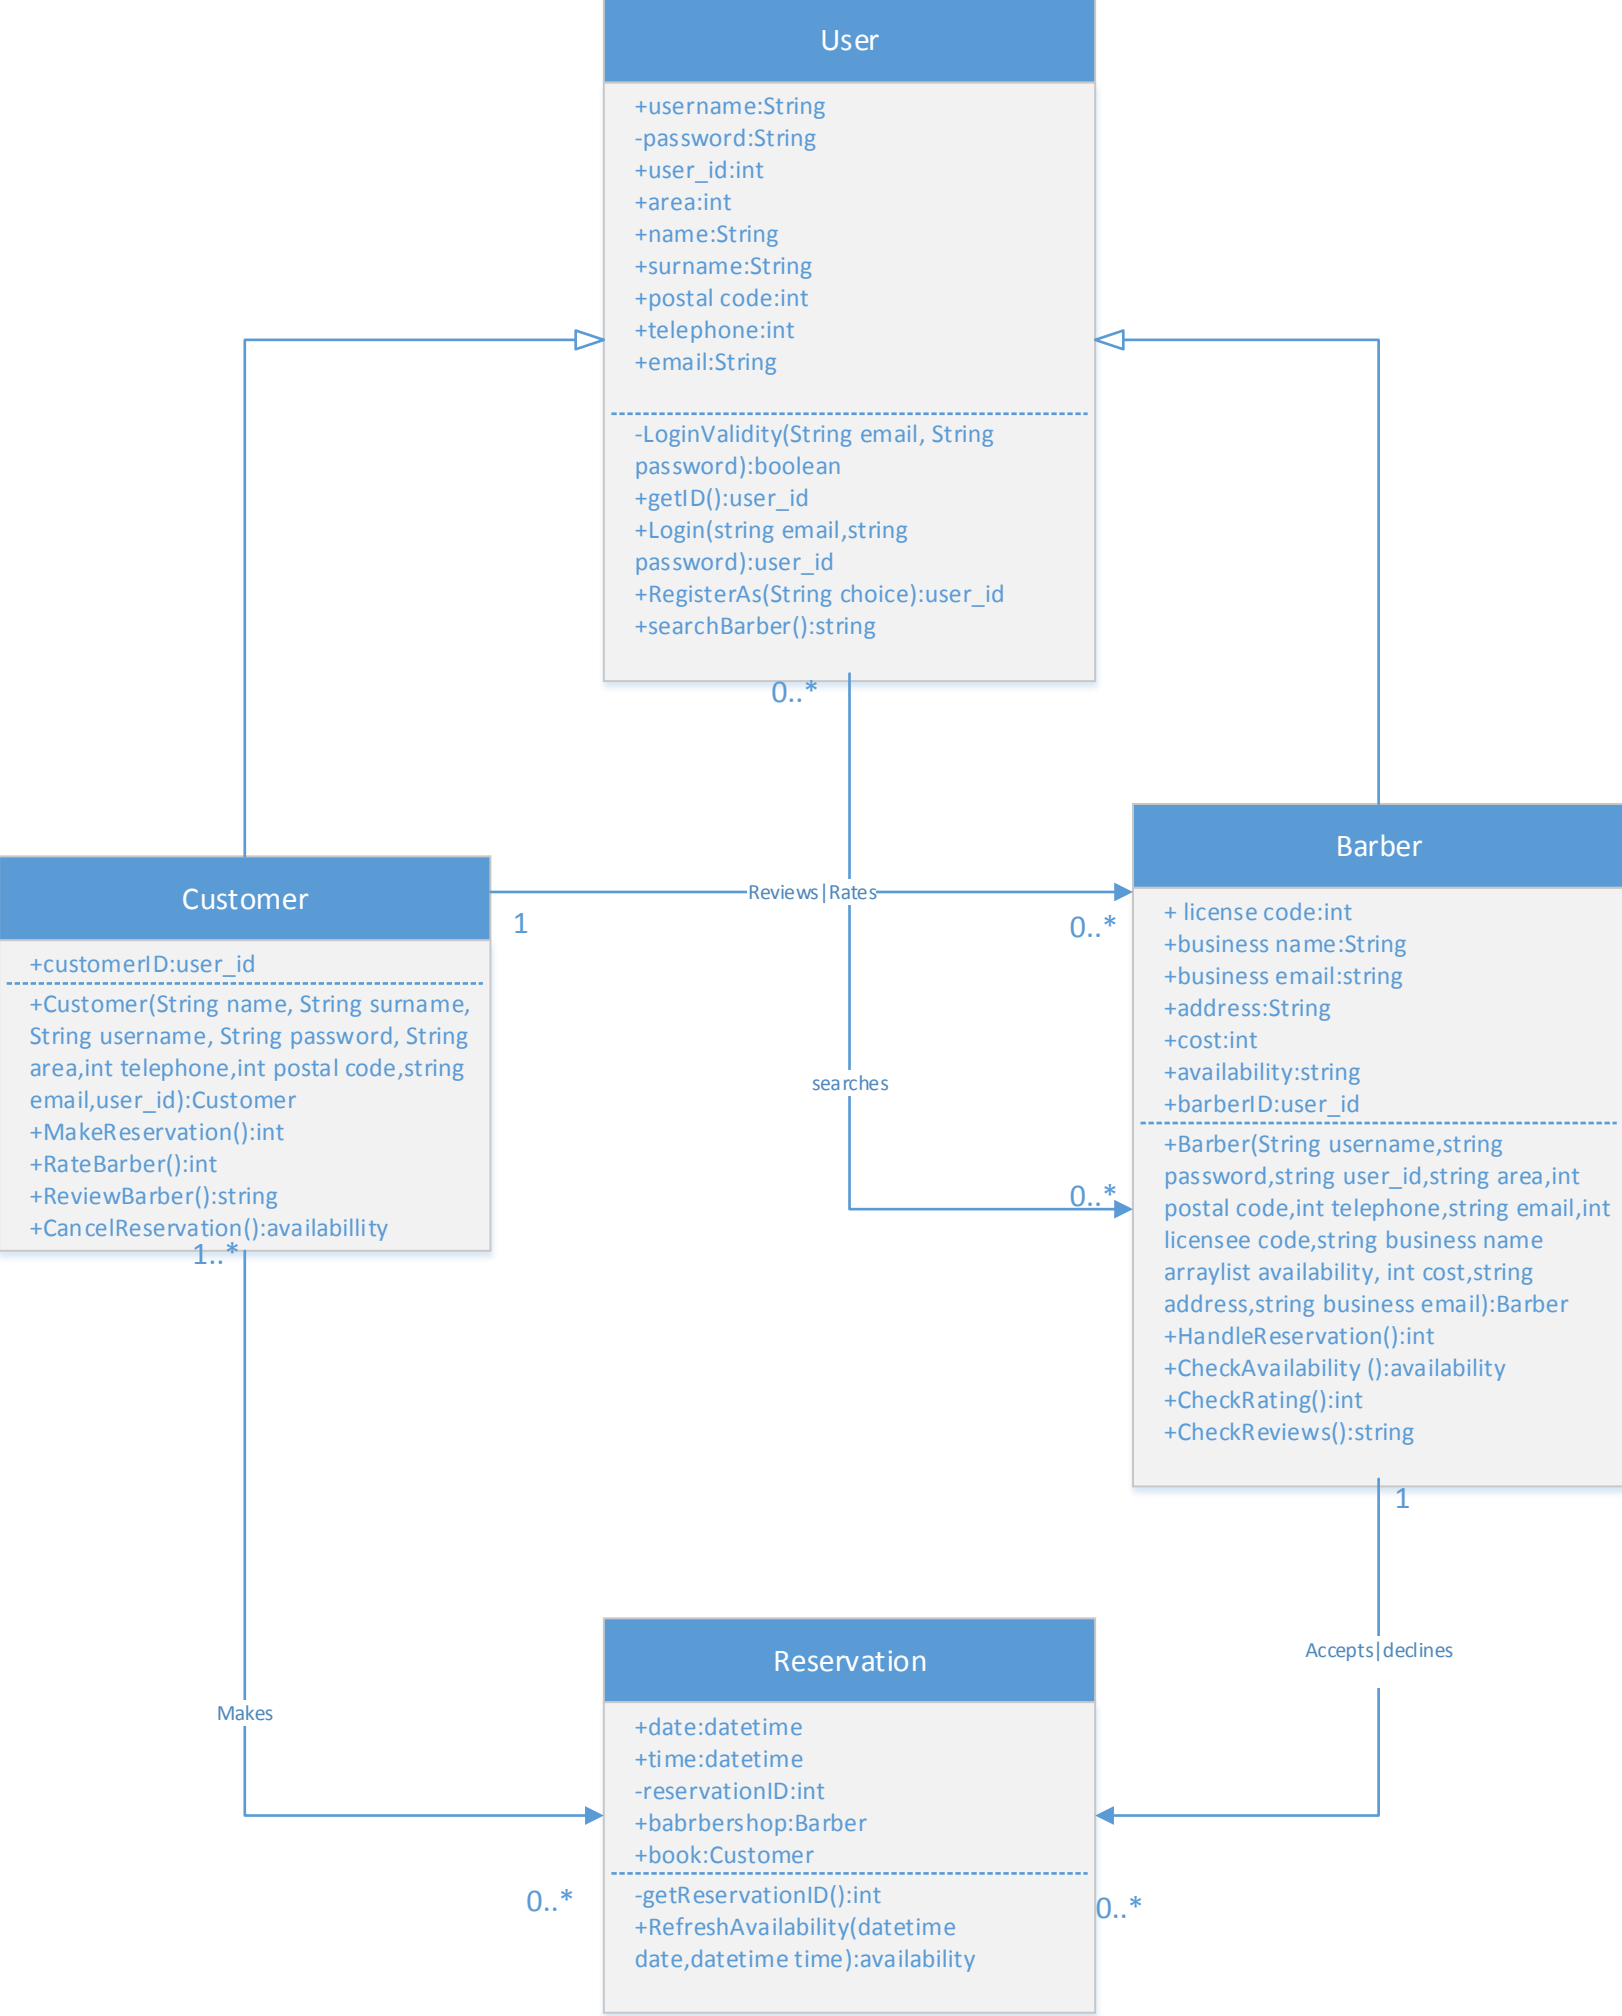 User
+username:String
-password:String
+user_id:int
+area:int
+name:String
+surname:String
+postal code:int
+telephone:int
+email:String
-LoginValidity(String email, String
password):boolean
+getID():user_id
+Login(string email,string
password):user_id
+RegisterAs(String choice):user_id
+searchBarber():string
0..*
Customer
+customerID:user_id
+Customer(String name, String surname,
String username, String password, String
area,int telephone,int postal code,string
email,user_id):Customer
+MakeReservation():int
+RateBarber():int
+ReviewBarber():string
+CancelReservation():availabillity
1..*
1
Reviews|Rates
0..*
searches
0..*
Barber
+ license code:int
+business name:String
+business email:string
+address:String
+cost:int
+availability:string
+barberID:user_id
+Barber(String username,string
password,string user_id,string area,int
postal code,int telephone,string email,int
licensee code,string business name
arraylist availability, int cost,string
address,string business email):Barber
+HandleReservation():int
+CheckAvailability ():availability
+CheckRating():int
+CheckReviews():string
1
Accepts|declines
Makes
Reservation
+date:datetime
+time:datetime
-reservationID:int
+babrbershop:Barber
+book:Customer
-getReservationID():int
+RefreshAvailability(datetime
date,datetime time):availability
0..*
0..*